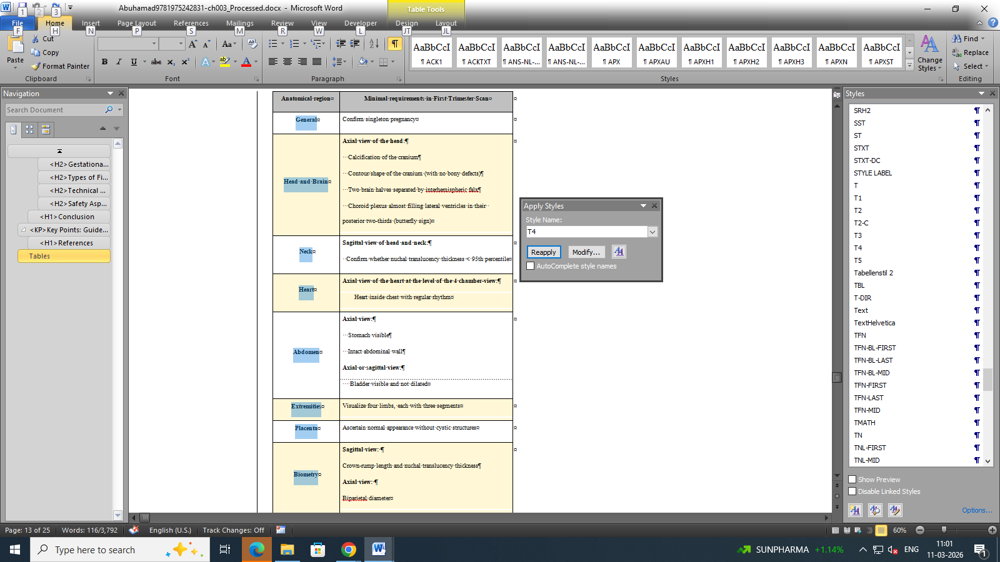 Abuhamad9781975242831-ch003_Processed.docx - Microsoft Word
Table Tools
1 2 3
File Home Insert Page Layout References Mailings Review View Developer Design Layout
F H N P S M R W L JT JL
Paste
Cut
Copy
Format Painter
Clipboard
Font
Paragraph
AaBbCcI AaBbCcI AaBbCcI AaBbCcI AaBbCcI AaBbCcI AaBbCcI AaBbCcI AaBbCcI AaBbCcI AaBbCcI
¶ ACK1 ¶ ACKTXT ¶ ANS-NL-... ¶ ANS-NL-... ¶ APX ¶ APXAU ¶ APXH1 ¶ APXH2 ¶ APXH3 ¶ APXN ¶ APXST
Styles
Change Styles
Find
Replace
Select
Editing
Navigation
Search Document
<H2>Gestationa...
<H2>Types of Fi...
<H2>Technical ...
<H2>Safety Asp...
<H1>Conclusion
<KP>Key Points: Guide...
<H1>References
Tables
Anatomical·region¤ Minimal·requirements·in·First·Trimester·Scan¤
General¤ Confirm·singleton·pregnancy¤
Head·and·Brain¤
Axial·view·of·the·head:¶
Calcification·of·the·cranium¶
Contour/shape·of·the·cranium·(with·no·bony·defects)¶
Two·brain·halves·separated·by·interhemispheric·falx¶
Choroid·plexus·almost·filling·lateral·ventricles·in·their·
posterior·two-thirds·(butterfly·sign)¤
Neck¤
Sagittal·view·of·head·and·neck:¶
Confirm·whether·nuchal·translucency·thickness·<·95th·percentile¤
Heart¤
Axial·view·of·the·heart·at·the·level·of·the·4·chamber-view:¶
Heart·inside·chest·with·regular·rhythm¤
Abdomen¤
Axial·view:¶
Stomach·visible¶
Intact·abdominal·wall¶
Axial·or·sagittal·view:¶
Bladder·visible·and·not·dilated¤
Extremities¤ Visualize·four·limbs,·each·with·three·segments¤
Placenta¤ Ascertain·normal·appearance·without·cystic·structures¤
Biometry¤
Sagittal·view:·¶
Crown-rump·length·and·nuchal·translucency·thickness¶
Axial·view:·¶
Biparietal·diameter¤
Apply Styles
Style Name:
T4
Reapply Modify...
AutoComplete style names
Styles
SRH2
SST
ST
STXT
STXT-DC
STYLE LABEL
T
T1
T2
T2-C
T3
T4
T5
Tabellenstil 2
TBL
T-DIR
Text
TextHelvetica
TFN
TFN-BL-FIRST
TFN-BL-LAST
TFN-BL-MID
TFN-FIRST
TFN-LAST
TFN-MID
TMATH
TN
TNL-FIRST
TNL-MID
Show Preview
Disable Linked Styles
Options...
Page: 13 of 25 Words: 116/3,792 English (U.S.) Track Changes: Off 60%
Type here to search
SUNPHARMA +1.14%
ENG
11:01
11-03-2026
1